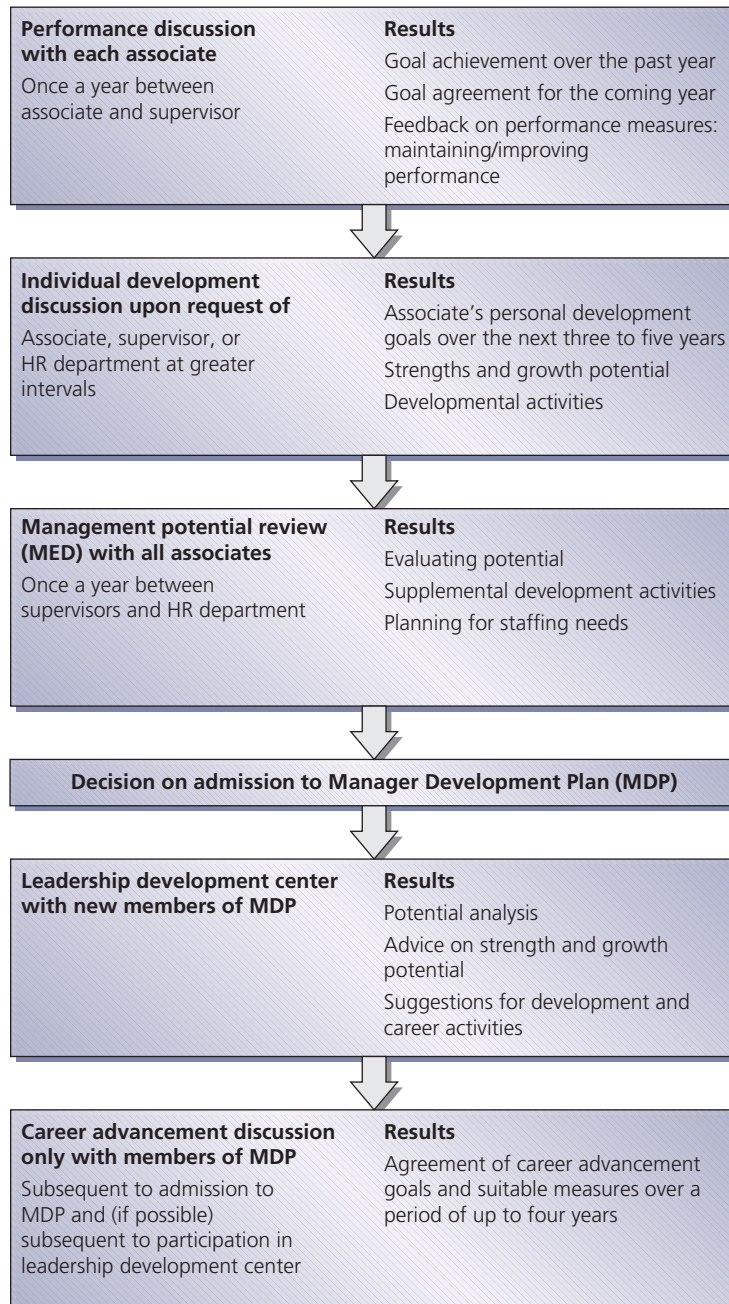 Performance discussion
with each associate
Once a year between
associate and supervisor
Results
Goal achievement over the past year
Goal agreement for the coming year
Feedback on performance measures:
maintaining/improving
performance
Individual development
discussion upon request of
Associate, supervisor, or
HR department at greater
intervals
Results
Associate's personal development
goals over the next three to five years
Strengths and growth potential
Developmental activities
Management potential review
(MED) with all associates
Once a year between
supervisors and HR department
Results
Evaluating potential
Supplemental development activities
Planning for staffing needs
Decision on admission to Manager Development Plan (MDP)
Leadership development center
with new members of MDP
Results
Potential analysis
Advice on strength and growth
potential
Suggestions for development and
career activities
Career advancement discussion
only with members of MDP
Subsequent to admission to
MDP and (if possible)
subsequent to participation in
leadership development center
Results
Agreement of career advancement
goals and suitable measures over a
period of up to four years